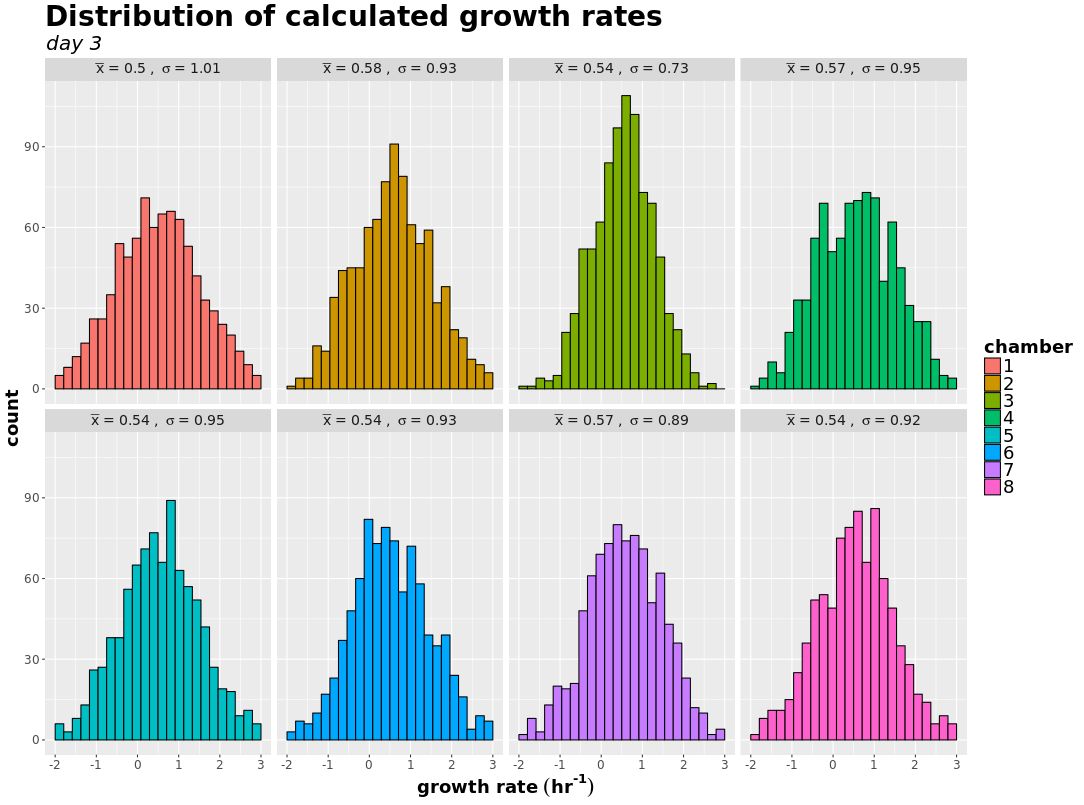 Distribution of calculated growth rates
day 3
x̅ = 0.5 , σ = 1.01
x̅ = 0.58 , σ = 0.93
x̅ = 0.54 , σ = 0.73
x̅ = 0.57 , σ = 0.95
90
60
30
0
count
x̅ = 0.54 , σ = 0.95
x̅ = 0.54 , σ = 0.93
x̅ = 0.57 , σ = 0.89
x̅ = 0.54 , σ = 0.92
90
60
30
0
-2 -1 0 1 2 3
-2 -1 0 1 2 3
-2 -1 0 1 2 3
-2 -1 0 1 2 3
growth rate (hr⁻¹)
chamber
1
2
3
4
5
6
7
8